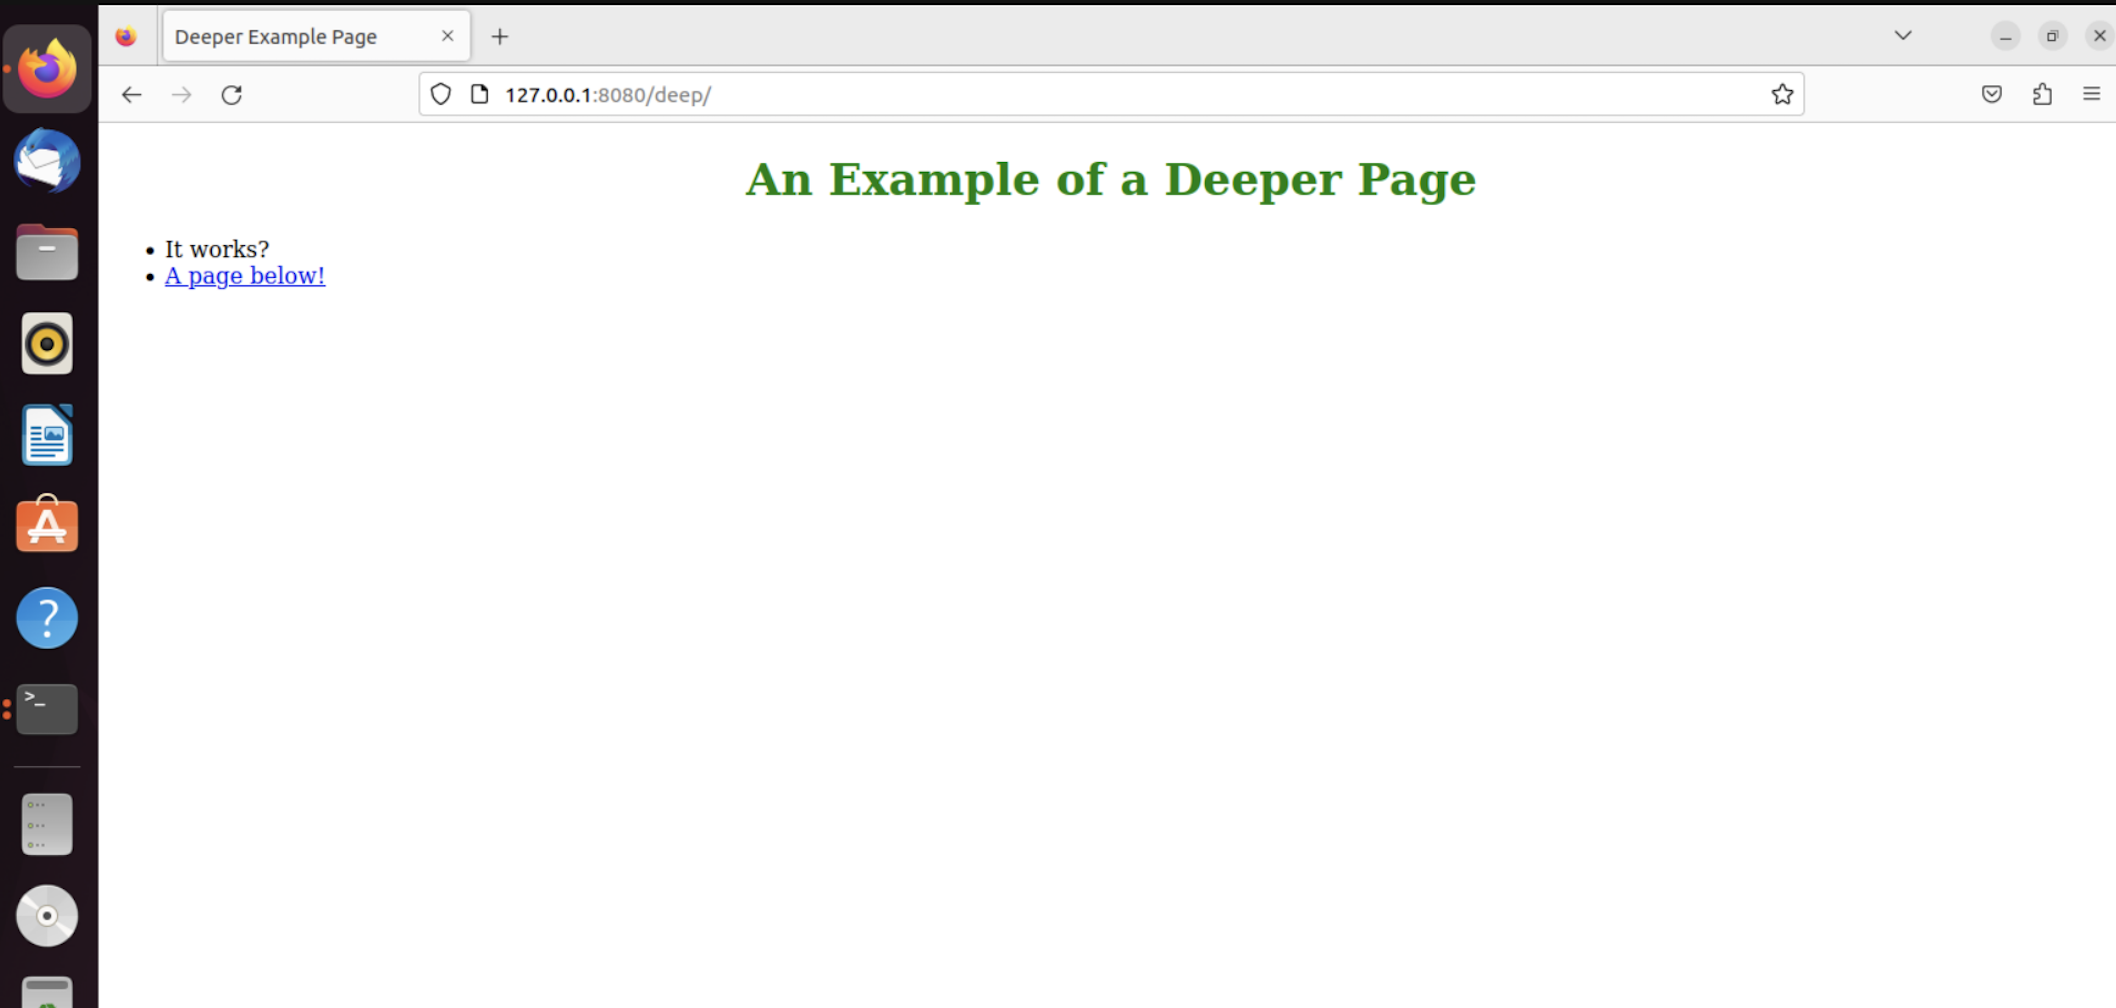 Deeper Example Page
127.0.0.1:8080/deep/
An Example of a Deeper Page
It works?
A page below!